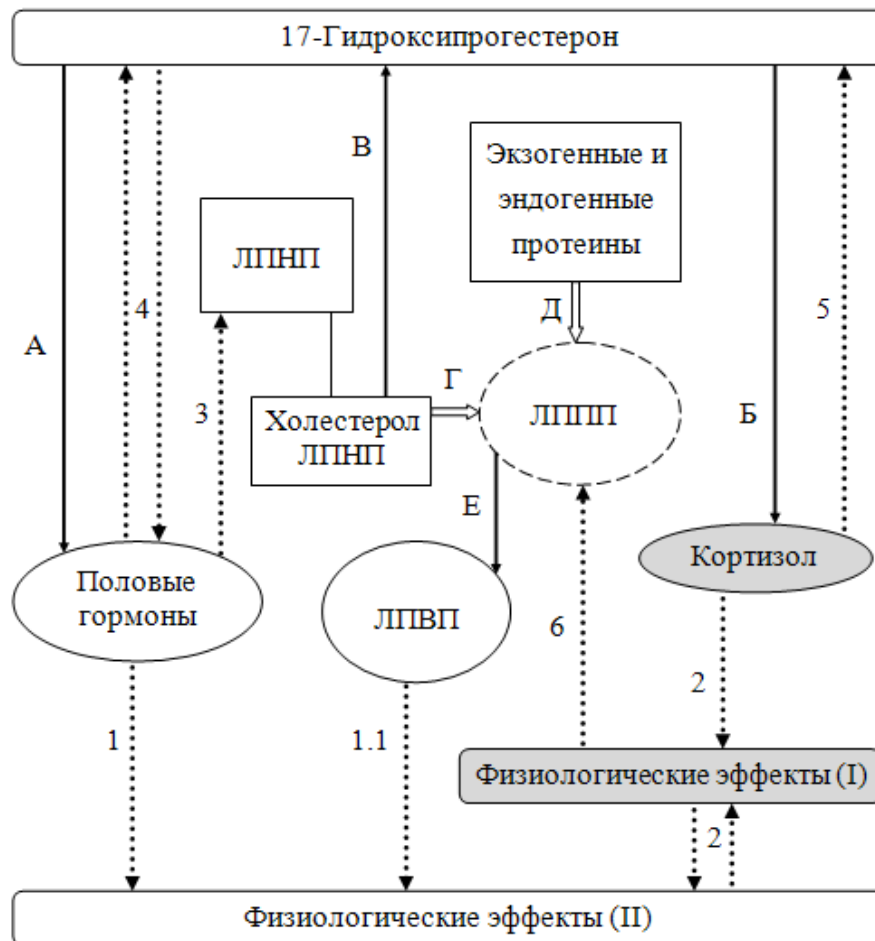 17-Гидроксипрогестерон
В
Экзогенные и
эндогенные
протеины
ЛПНП
А
4
Д
5
3
Г
Холестерол
ЛПНП
ЛППП
Б
Е
Кортизол
Половые
гормоны
ЛПВП
6
2
1
1.1
Физиологические эффекты (I)
2
Физиологические эффекты (II)